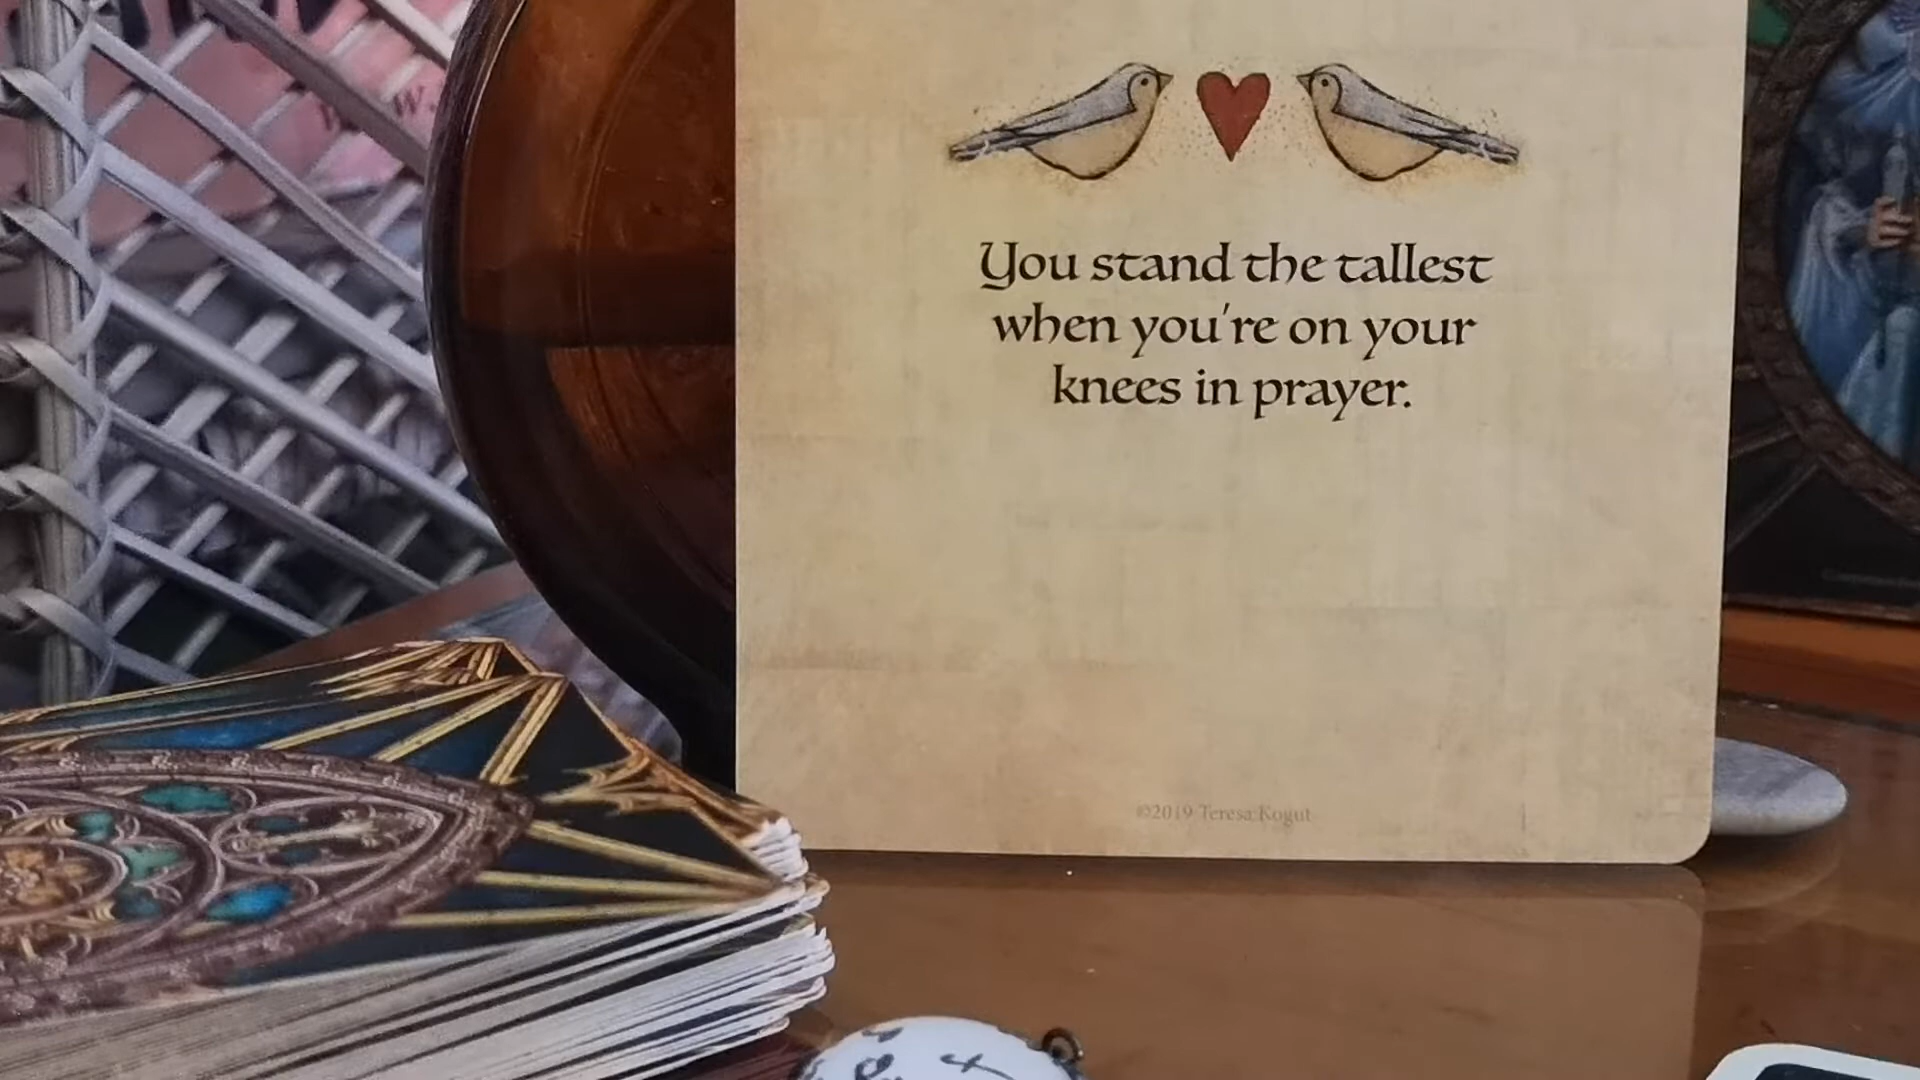 You stand the tallest
when you're on your
knees in prayer.
©2019 Teresa Kogut